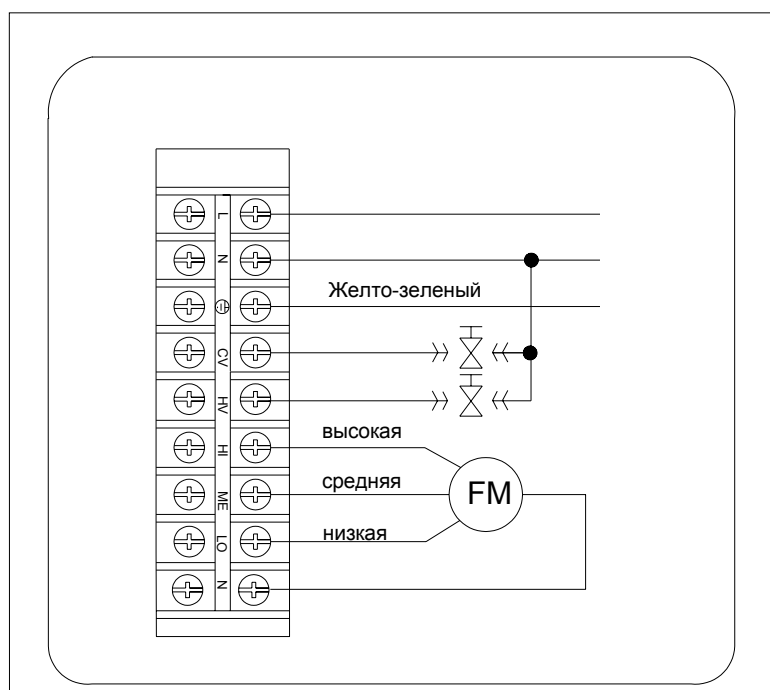 L
N
Желто-зеленый
CV
HV
высокая
HI
средняя
ME
FM
низкая
LO
N